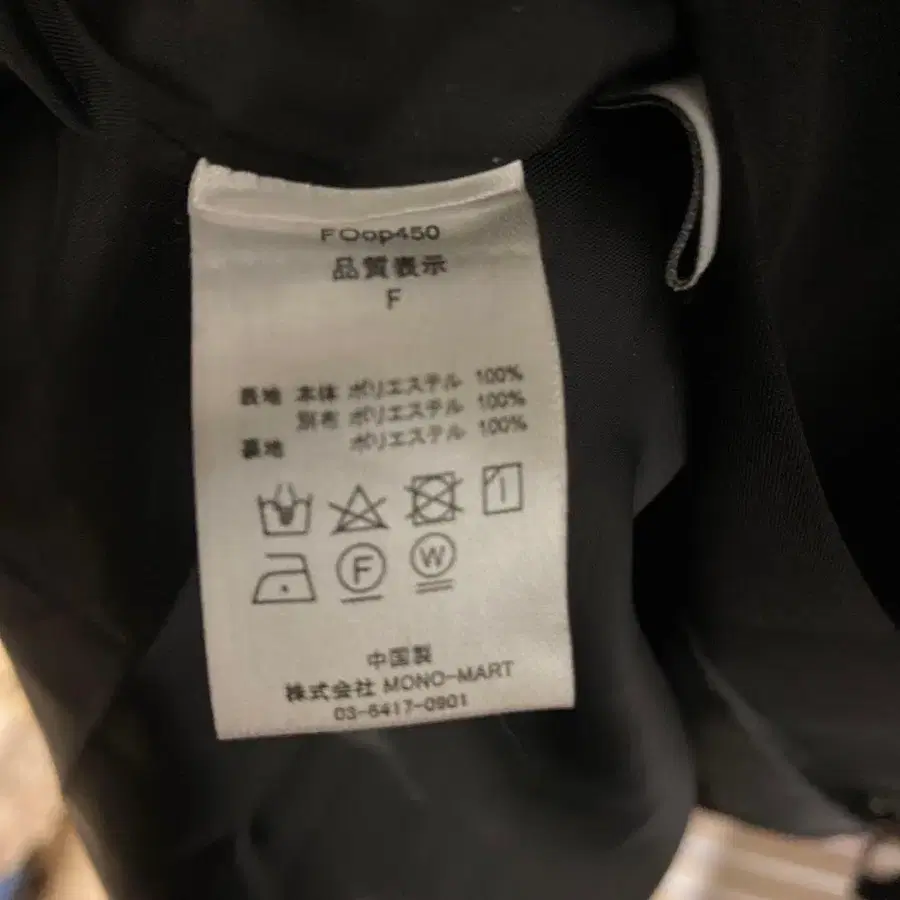 FOop450
品質表示
F
表地 本体 ポリエステル 100%
別布 ポリエステル 100%
裏地 ポリエステル 100%
F W
中国製
株式会社 MONO-MART
03-6417-0901